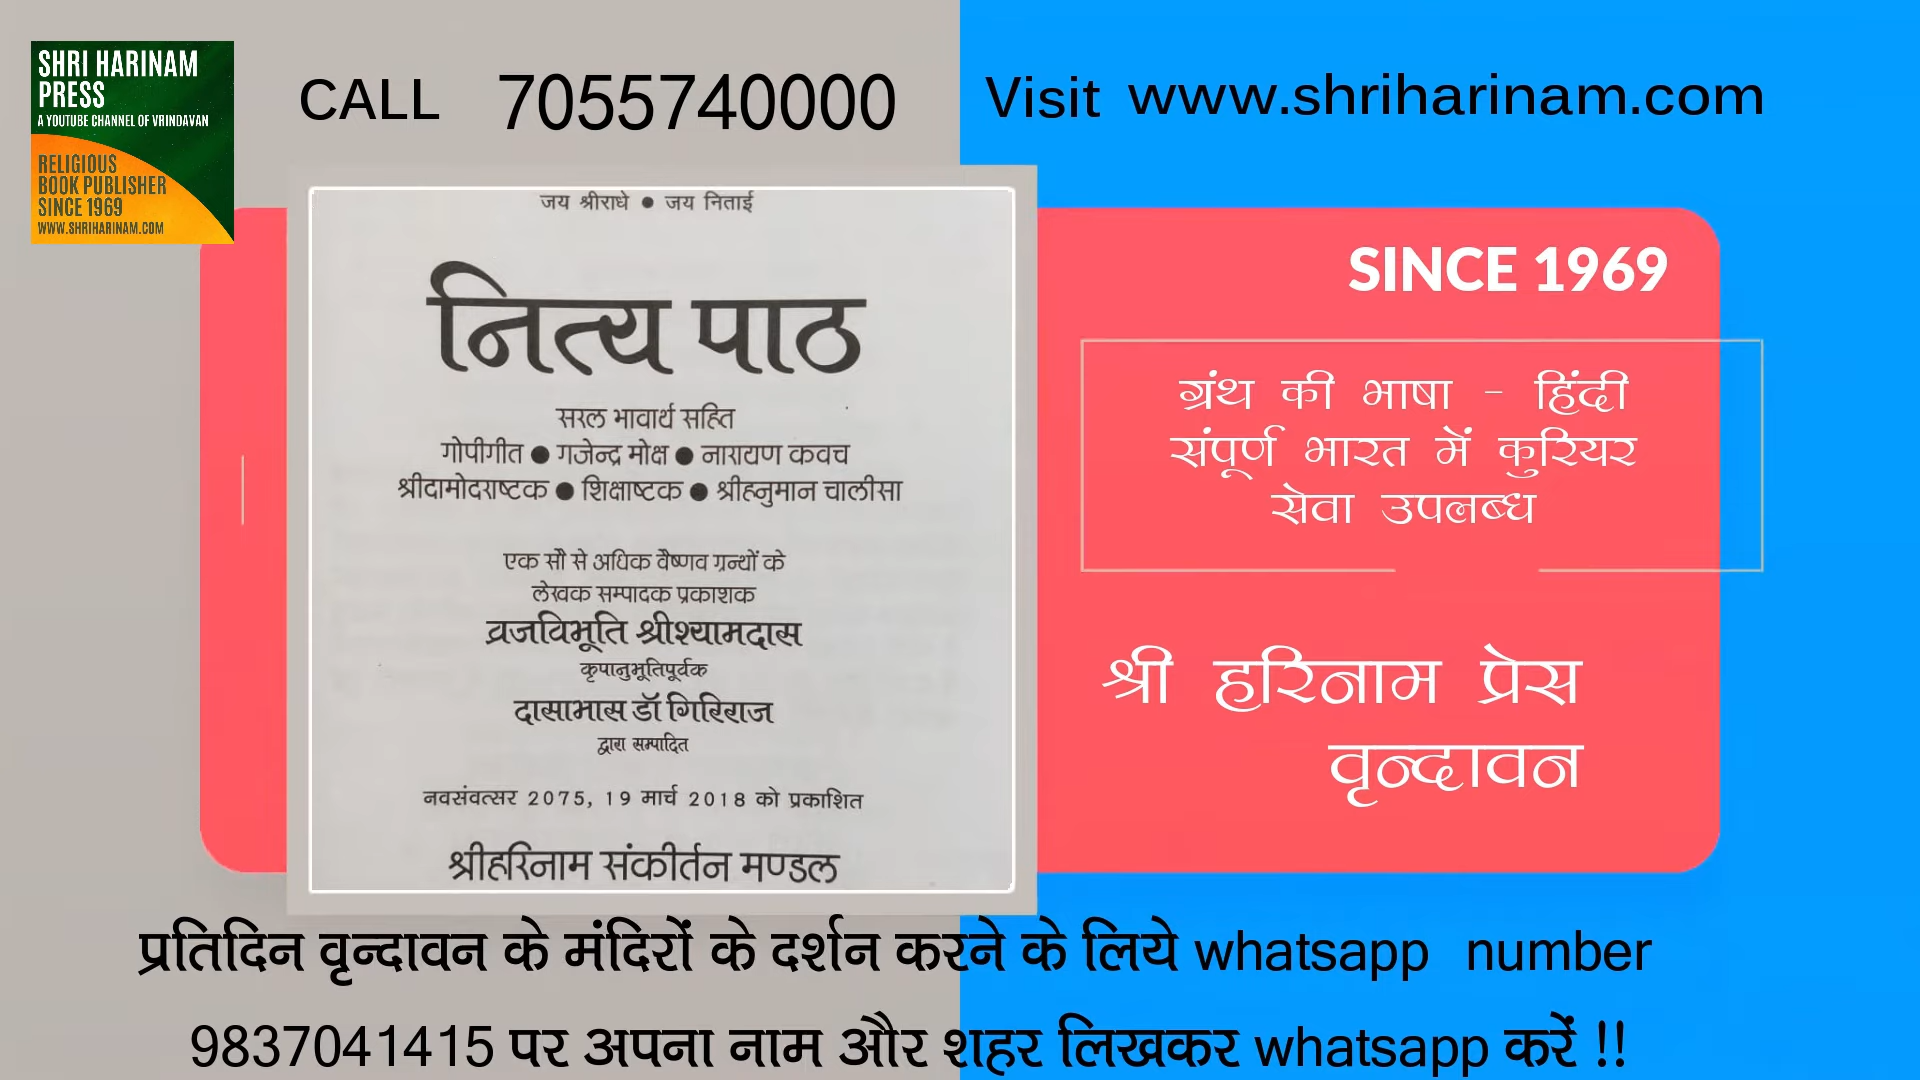 SHRI HARINAM
PRESS
A YOUTUBE CHANNEL OF VRINDAVAN
RELIGIOUS
BOOK PUBLISHER
SINCE 1969
WWW.SHRIHARINAM.COM
CALL 7055740000
Visit www.shriharinam.com
जय श्रीराधे ● जय निताई
नित्य पाठ
सरल भावार्थ सहित
गोपीगीत ● गजेन्द्र मोक्ष ● नारायण कवच
श्रीदामोदराष्टक ● शिक्षाष्टक ● श्रीहनुमान चालीसा
एक सौ से अधिक वैष्णव ग्रन्थों के
लेखक सम्पादक प्रकाशक
व्रजविभूति श्रीश्यामदास
कृपानुभूतिपूर्वक
दासाभास डॉ गिरिराज
द्वारा सम्पादित
नवसंवत्सर 2075, 19 मार्च 2018 को प्रकाशित
श्रीहरिनाम संकीर्तन मण्डल
SINCE 1969
ग्रंथ की भाषा - हिंदी
संपूर्ण भारत में कुरियर
सेवा उपलब्ध
श्री हरिनाम प्रेस
वृन्दावन
प्रतिदिन वृन्दावन के मंदिरों के दर्शन करने के लिये whatsapp number
9837041415 पर अपना नाम और शहर लिखकर whatsapp करें !!